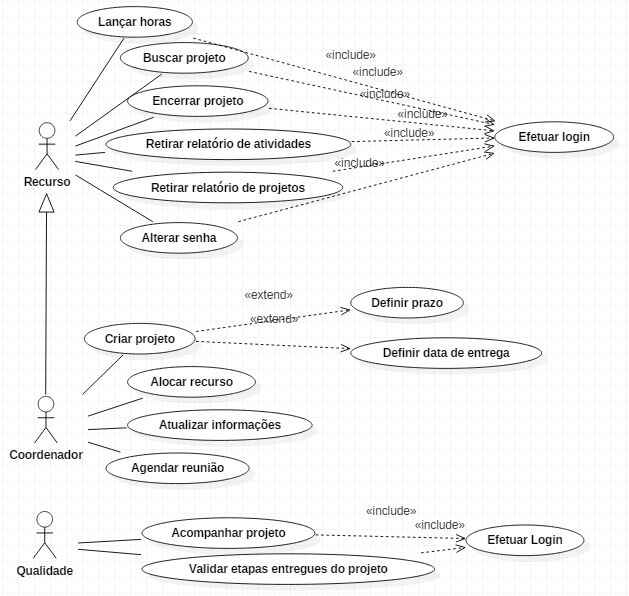 Lançar horas
«include»
Buscar projeto
«include»
Encerrar projeto
«include»
«include»
Retirar relatório de atividades
«include»
Efetuar login
Recurso
Retirar relatório de projetos
«include»
Alterar senha
«extend»
Definir prazo
«extend»
Criar projeto
Definir data de entrega
Alocar recurso
Atualizar informações
Coordenador
Agendar reunião
«include»
«include»
Acompanhar projeto
Efetuar Login
Qualidade
Validar etapas entregues do projeto